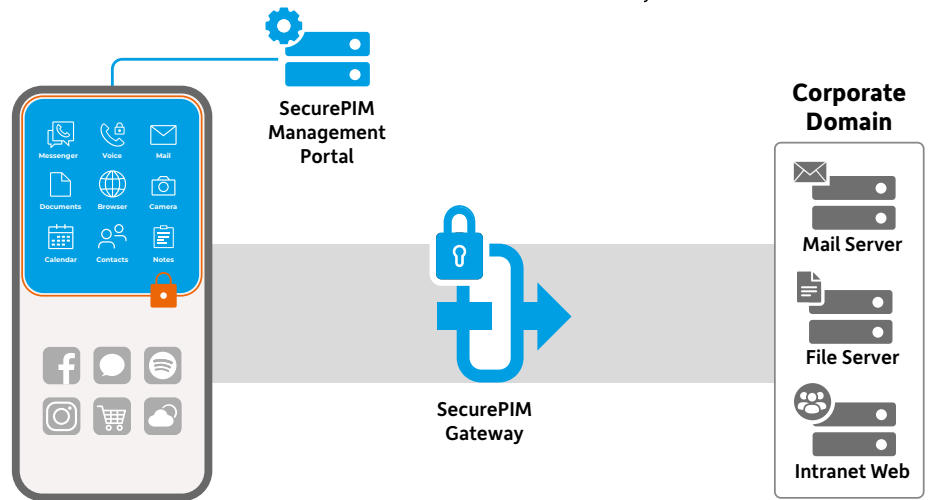 SecurePIM
Management
Portal
Corporate
Domain
Messenger
Voice
Mail
Documents
Browser
Camera
Calendar
Contacts
Notes
Mail Server
File Server
SecurePIM
Gateway
Intranet Web